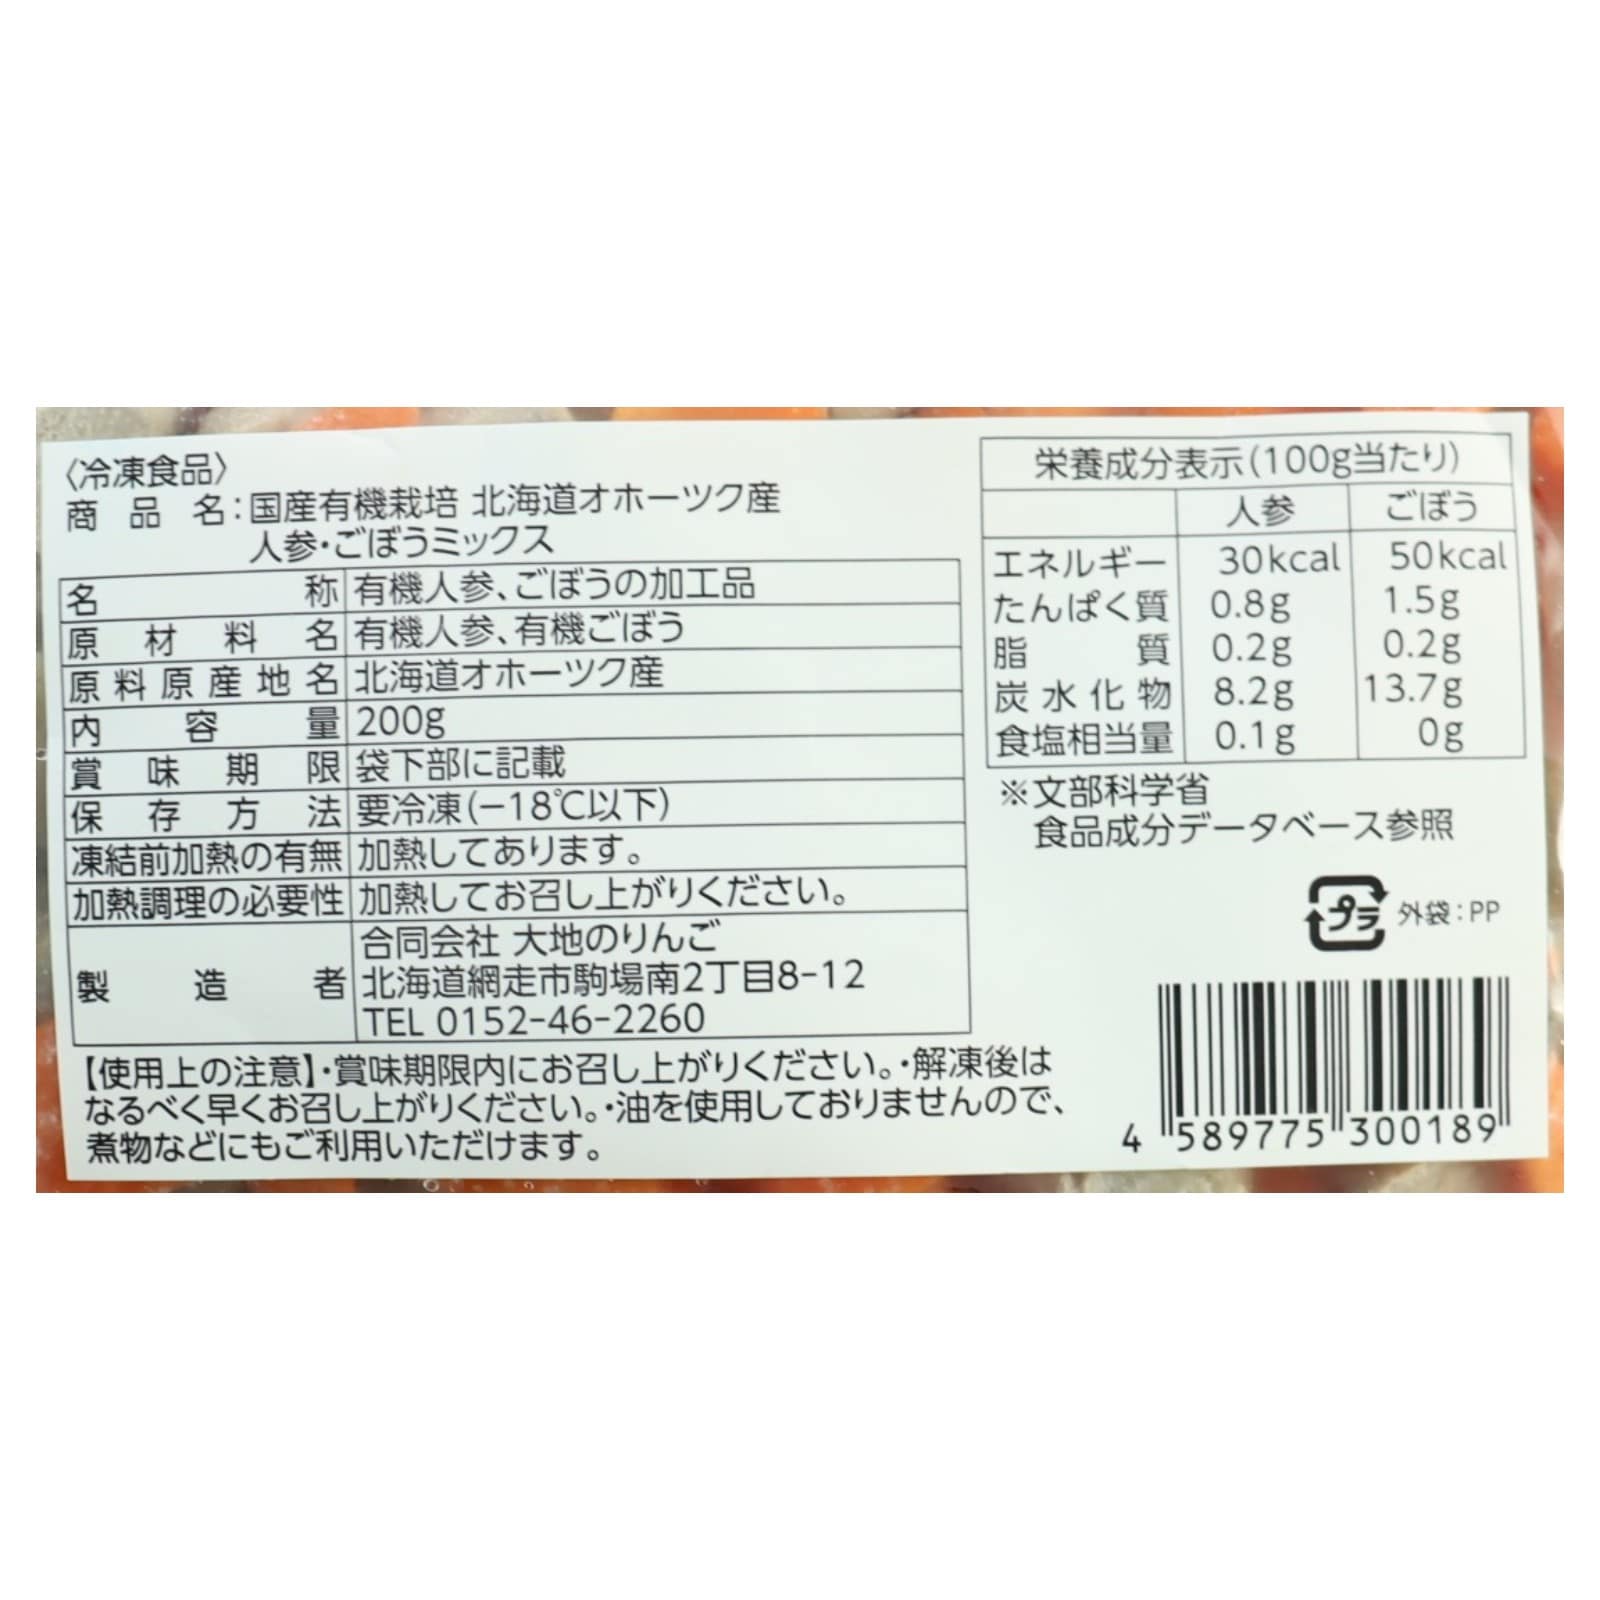 〈冷凍食品〉
商品名：国産有機栽培 北海道オホーツク産
人参・ごぼうミックス
名称 有機人参、ごぼうの加工品
原材料名 有機人参、有機ごぼう
原料原産地名 北海道オホーツク産
内容量 200g
賞味期限 袋下部に記載
保存方法 要冷凍(−18℃以下)
凍結前加熱の有無 加熱してあります。
加熱調理の必要性 加熱してお召し上がりください。
製造者 合同会社 大地のりんご
北海道網走市駒場南2丁目8-12
TEL 0152-46-2260
【使用上の注意】・賞味期限内にお召し上がりください。・解凍後は
なるべく早くお召し上がりください。・油を使用しておりませんので、
煮物などにもご利用いただけます。
栄養成分表示(100g当たり)
人参 ごぼう
エネルギー 30kcal 50kcal
たんぱく質 0.8g 1.5g
脂質 0.2g 0.2g
炭水化物 8.2g 13.7g
食塩相当量 0.1g 0g
※文部科学省
食品成分データベース参照
プラ 外袋：PP
4 589775 300189